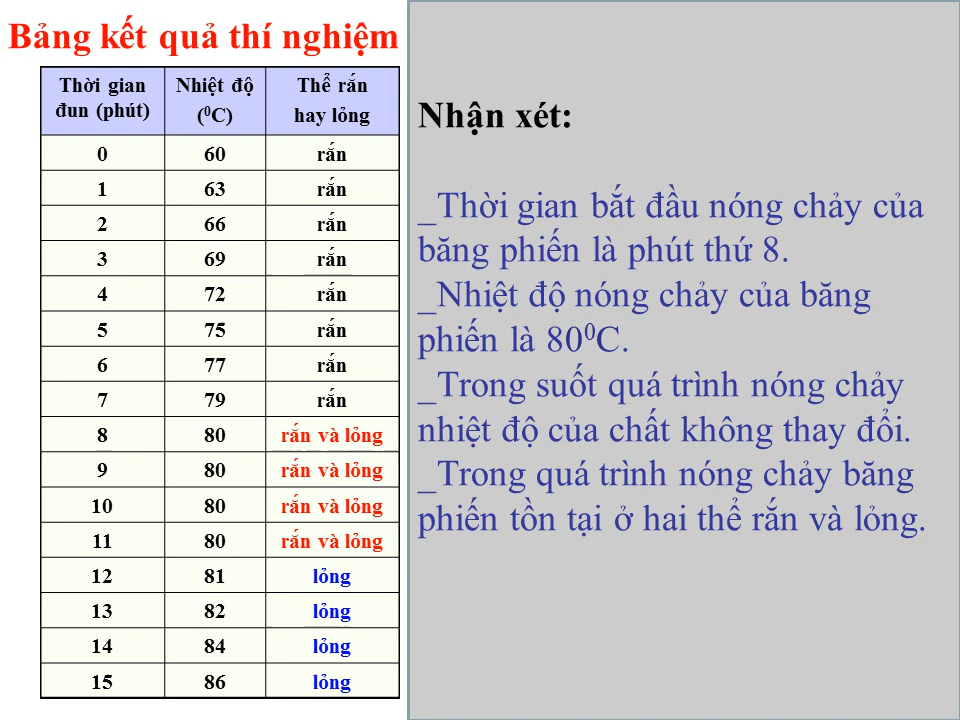 Bảng kết quả thí nghiệm
Thời gian đun (phút) Nhiệt độ (⁰C) Thể rắn hay lỏng
0 60 rắn
1 63 rắn
2 66 rắn
3 69 rắn
4 72 rắn
5 75 rắn
6 77 rắn
7 79 rắn
8 80 rắn và lỏng
9 80 rắn và lỏng
10 80 rắn và lỏng
11 80 rắn và lỏng
12 81 lỏng
13 82 lỏng
14 84 lỏng
15 86 lỏng
Nhận xét:
_Thời gian bắt đầu nóng chảy của
băng phiến là phút thứ 8.
_Nhiệt độ nóng chảy của băng
phiến là 80⁰C.
_Trong suốt quá trình nóng chảy
nhiệt độ của chất không thay đổi.
_Trong quá trình nóng chảy băng
phiến tồn tại ở hai thể rắn và lỏng.